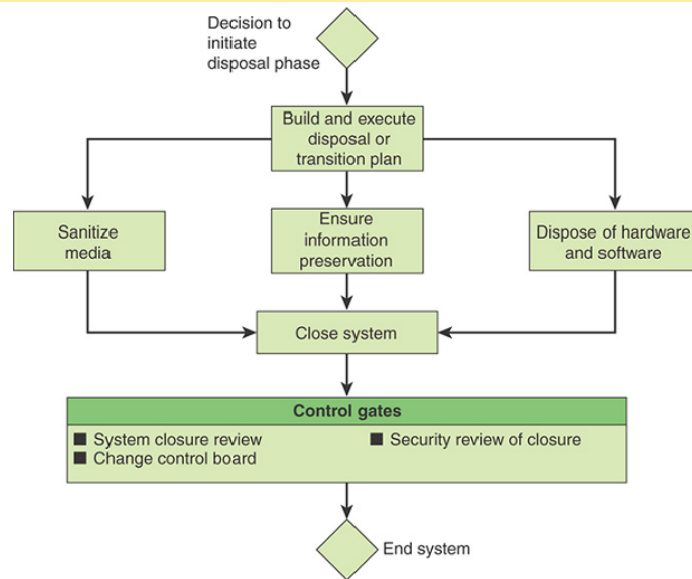 Decision to
initiate
disposal phase
Build and execute
disposal or
transition plan
Sanitize
media
Ensure
information
preservation
Dispose of hardware
and software
Close system
Control gates
■ System closure review
■ Security review of closure
■ Change control board
End system